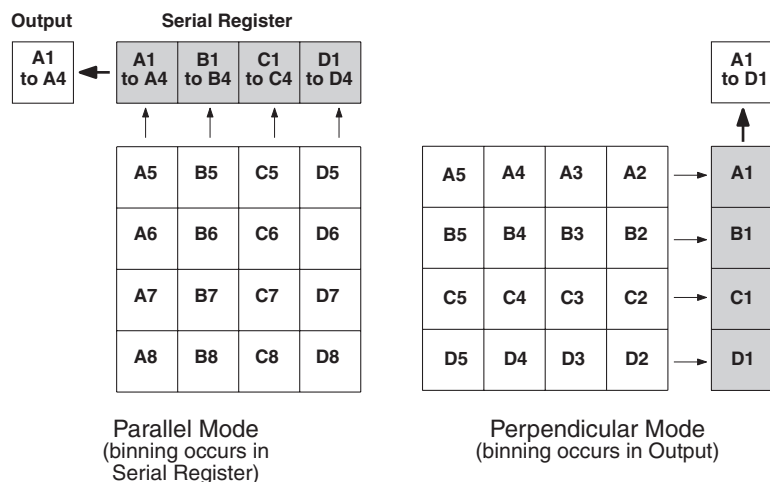 Output
Serial Register
A1
to A4
A1
to A4
B1
to B4
C1
to C4
D1
to D4
A5 B5 C5 D5
A6 B6 C6 D6
A7 B7 C7 D7
A8 B8 C8 D8
Parallel Mode
(binning occurs in
Serial Register)
A1
to D1
A5 A4 A3 A2 A1
B5 B4 B3 B2 B1
C5 C4 C3 C2 C1
D5 D4 D3 D2 D1
Perpendicular Mode
(binning occurs in Output)